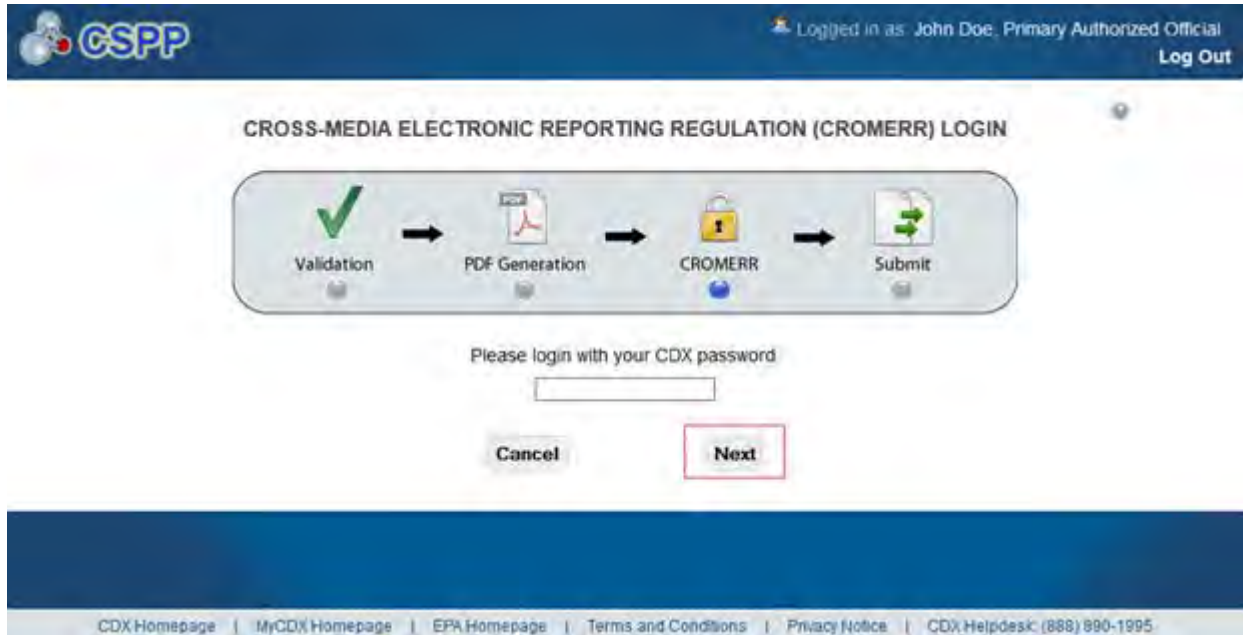 CSPP
Logged in as: John Doe, Primary Authorized Official
Log Out
CROSS-MEDIA ELECTRONIC REPORTING REGULATION (CROMERR) LOGIN
Validation PDF Generation CROMERR Submit
Please login with your CDX password
Cancel Next
CDX Homepage | MyCDX Homepage | EPA Homepage | Terms and Conditions | Privacy Notice | CDX Helpdesk: (888) 890-1995